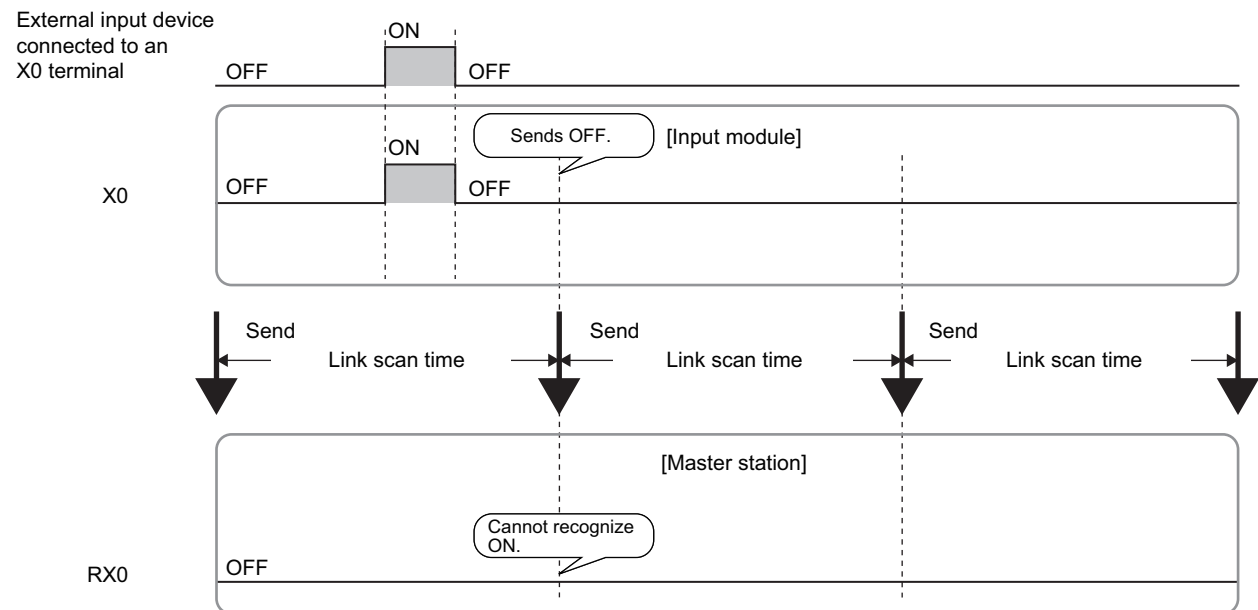 External input device
connected to an
X0 terminal
ON
OFF
OFF
Sends OFF.
[Input module]
ON
X0
OFF
OFF
Send
Send
Send
Link scan time
Link scan time
Link scan time
[Master station]
Cannot recognize
ON.
RX0
OFF